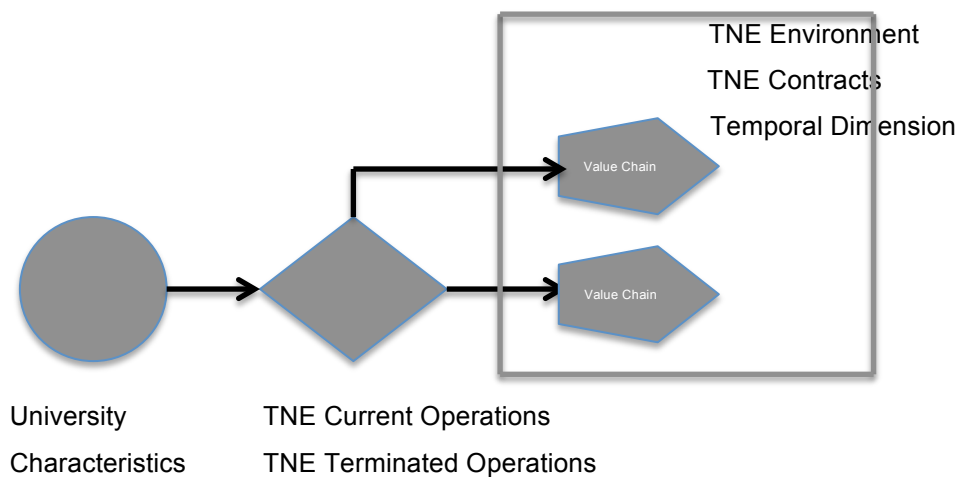 TNE Environment
TNE Contracts
Temporal Dimension
Value Chain
Value Chain
University
Characteristics
TNE Current Operations
TNE Terminated Operations